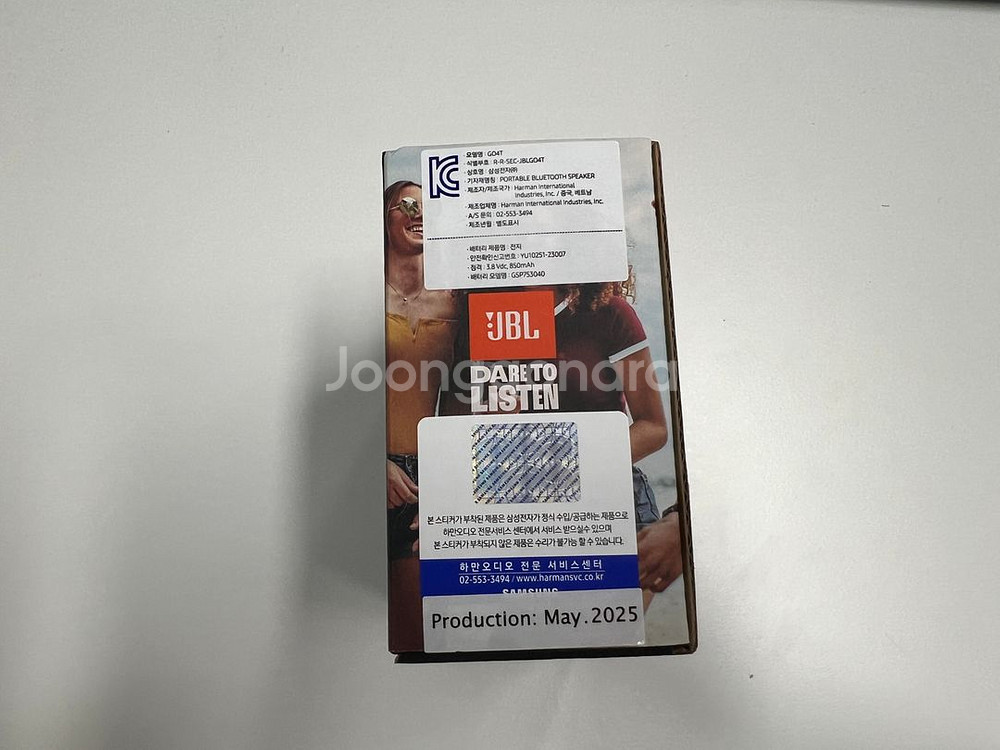 · 모델명 : GO4T
· 식별부호 : R-R-SEC-JBLGO4T
· 상호명 : 삼성전자㈜
· 기자재명칭 : PORTABLE BLUETOOTH SPEAKER
· 제조자/제조국가 : Harman International
Industries, Inc. / 중국, 베트남
· 제조업체명 : Harman International Industries, Inc.
· A/S 문의 : 02-553-3494
· 제조년월 : 별도표시
· 배터리 제품명 : 전지
· 안전확인신고번호 : YU10251-23007
· 정격 : 3.8 Vdc, 850mAh
· 배터리 모델명 : GSP753040
JBL
Joonggonara
DARE TO
LISTEN
본 스티커가 부착된 제품은 삼성전자가 정식 수입/공급하는 제품으로
하만오디오 전문서비스 센터에서 서비스 받으실수 있으며
본 스티커가 부착되지 않은 제품은 수리가 불가능 할 수 있습니다.
하만오디오 전문 서비스센터
02-553-3494 / www.harmansvc.co.kr
SAMSUNG
Production: May.2025